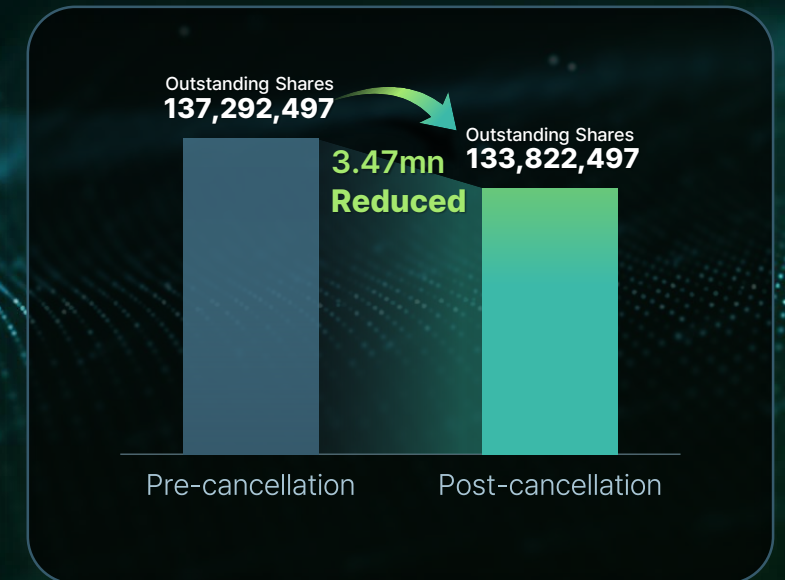 Outstanding Shares
137,292,497
Outstanding Shares
133,822,497
3.47mn
Reduced
Pre-cancellation
Post-cancellation